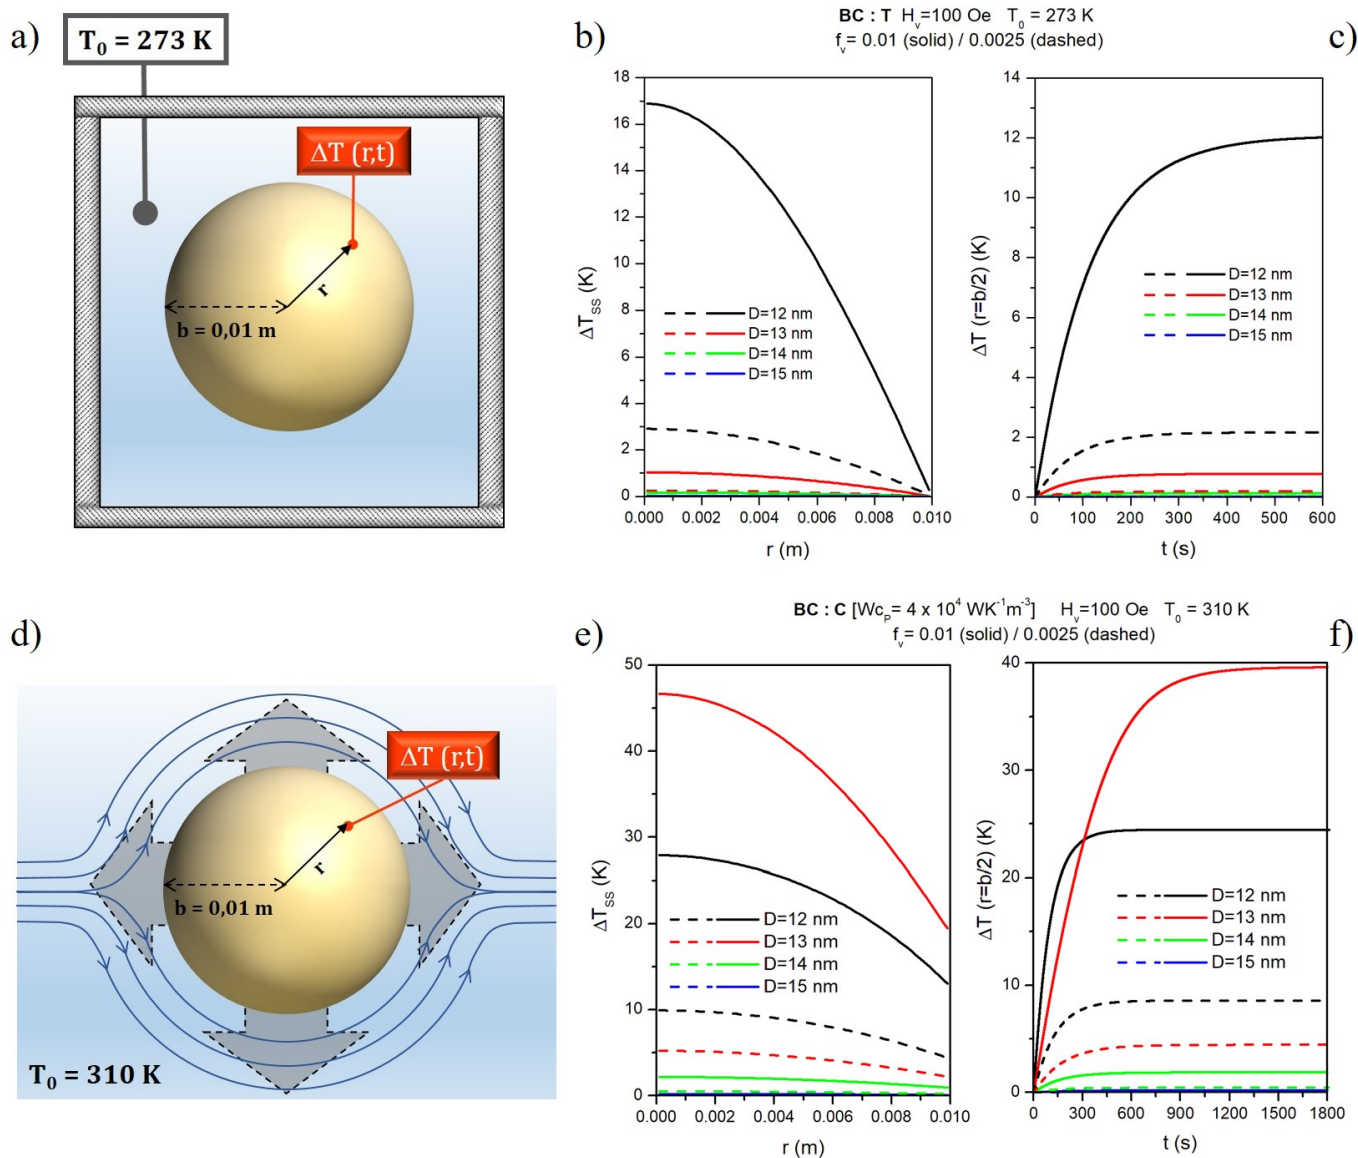 a)
T₀ = 273 K
ΔT (r,t)
r
b = 0,01 m
BC : T Hᵥ=100 Oe T₀ = 273 K
fᵥ= 0.01 (solid) / 0.0025 (dashed)
b)
18
16
14
12
10
8
6
4
2
0
ΔT_SS (K)
D=12 nm
D=13 nm
D=14 nm
D=15 nm
0.000 0.002 0.004 0.006 0.008 0.010
r (m)
c)
14
12
10
8
6
4
2
0
ΔT (r=b/2) (K)
D=12 nm
D=13 nm
D=14 nm
D=15 nm
0 100 200 300 400 500 600
t (s)
d)
ΔT (r,t)
r
b = 0,01 m
T₀ = 310 K
BC : C [Wc_P= 4 x 10⁴ WK⁻¹m⁻³] Hᵥ=100 Oe T₀ = 310 K
fᵥ= 0.01 (solid) / 0.0025 (dashed)
e)
50
40
30
20
10
0
ΔT_SS (K)
D=12 nm
D=13 nm
D=14 nm
D=15 nm
0.000 0.002 0.004 0.006 0.008 0.010
r (m)
f)
40
30
20
10
0
ΔT (r=b/2) (K)
D=12 nm
D=13 nm
D=14 nm
D=15 nm
0 300 600 900 1200 1500 1800
t (s)